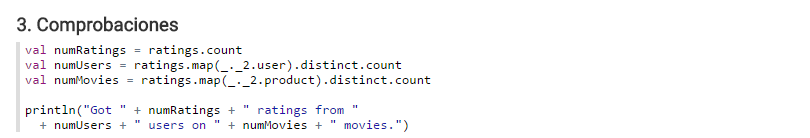 3. Comprobaciones
val numRatings = ratings.count
val numUsers = ratings.map(_._2.user).distinct.count
val numMovies = ratings.map(_._2.product).distinct.count
println("Got " + numRatings + " ratings from "
  + numUsers + " users on " + numMovies + " movies.")